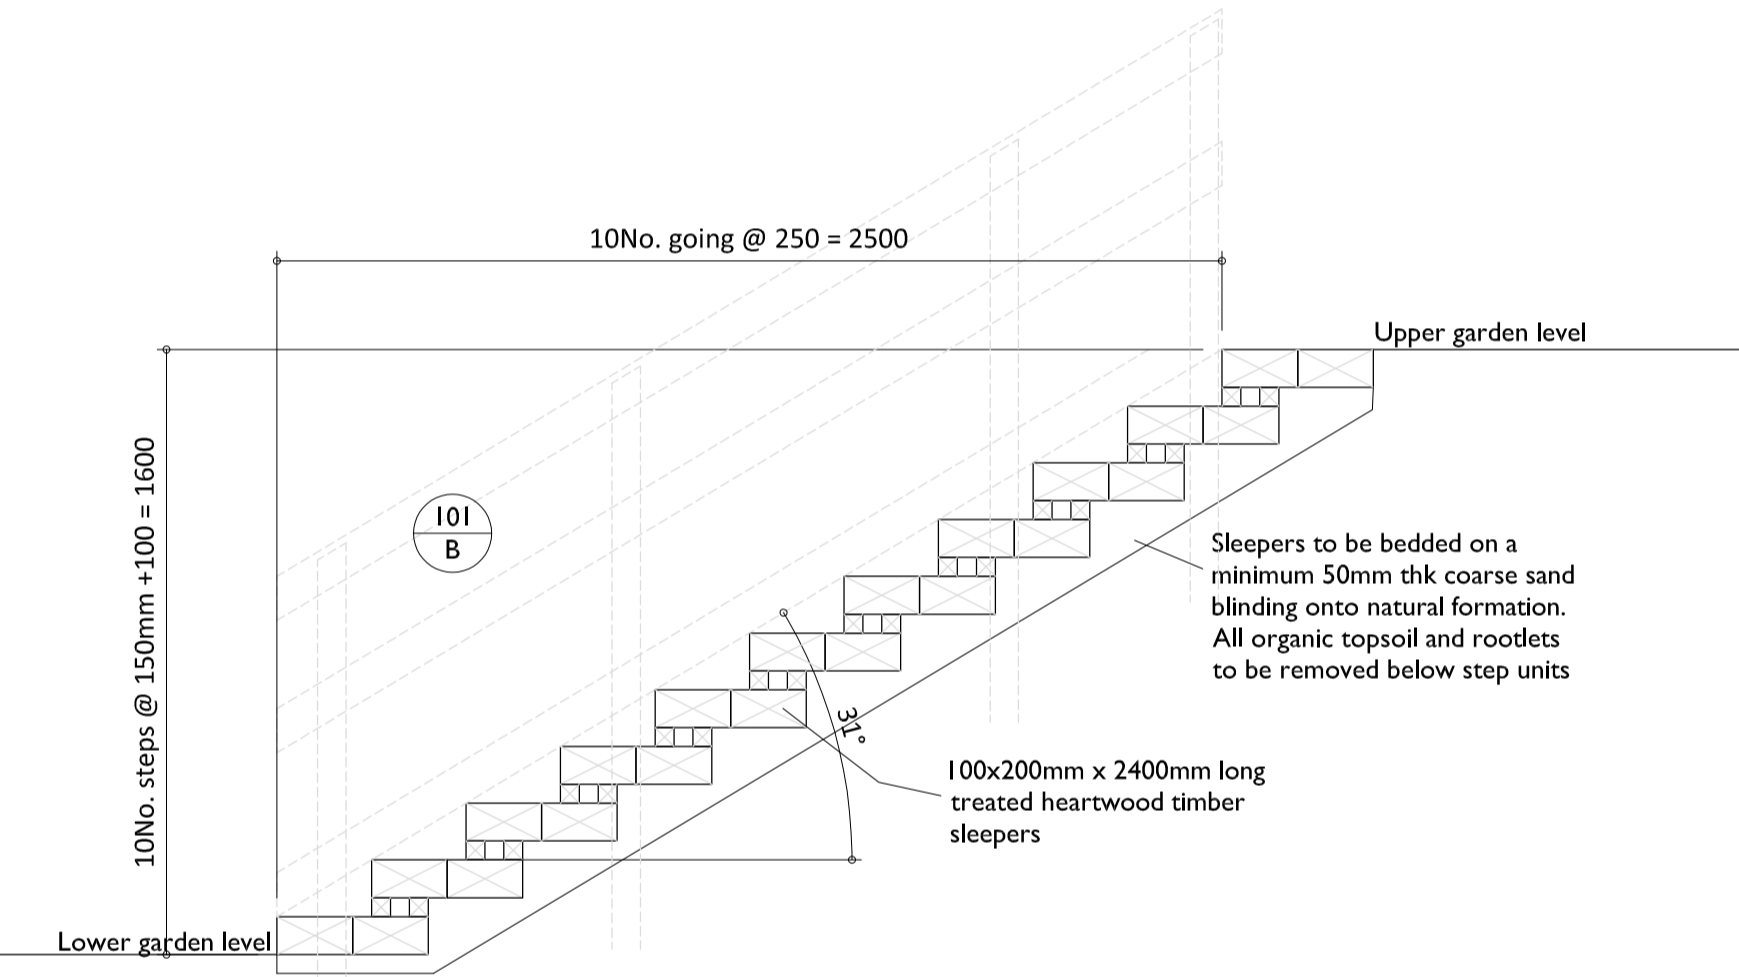 10No. going @ 250 = 2500
Upper garden level
10No. steps @ 150mm +100 = 1600
101
B
Sleepers to be bedded on a
minimum 50mm thk coarse sand
blinding onto natural formation.
All organic topsoil and rootlets
to be removed below step units
31°
100x200mm x 2400mm long
treated heartwood timber
sleepers
Lower garden level